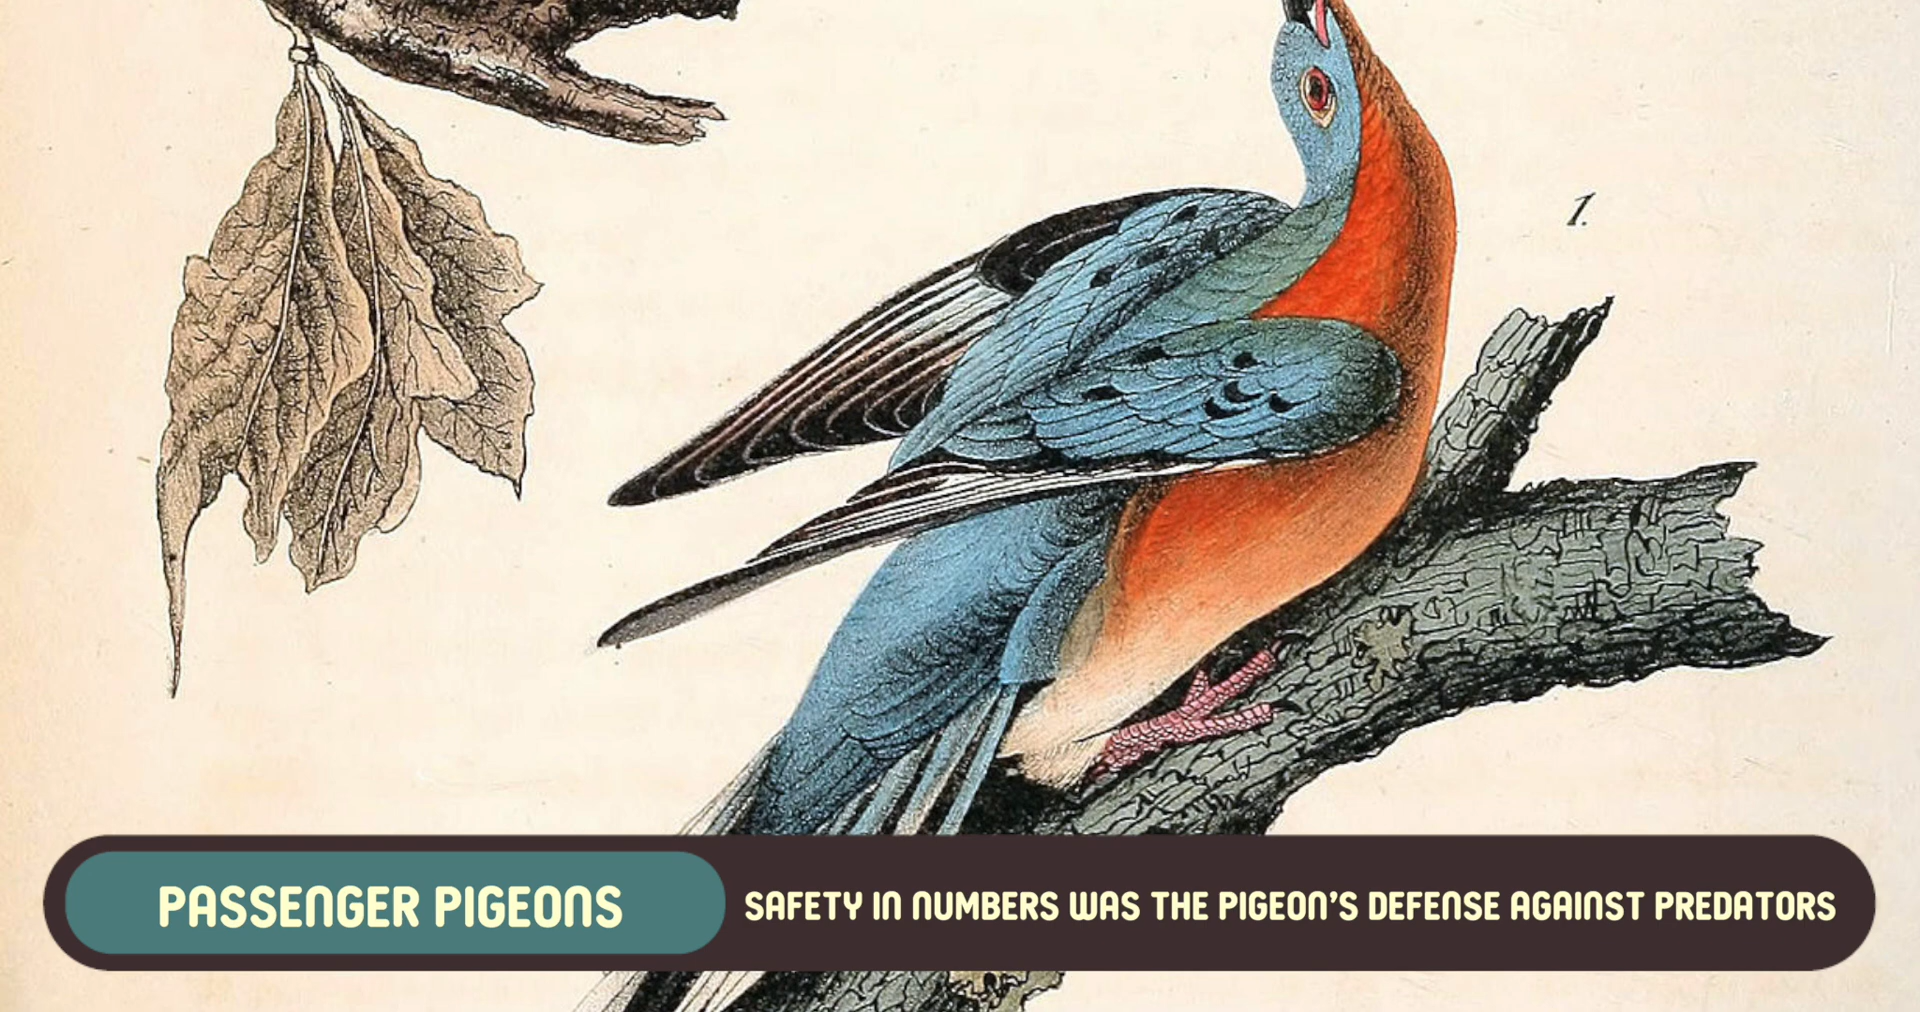 1.
PASSENGER PIGEONS
SAFETY IN NUMBERS WAS THE PIGEON'S DEFENSE AGAINST PREDATORS